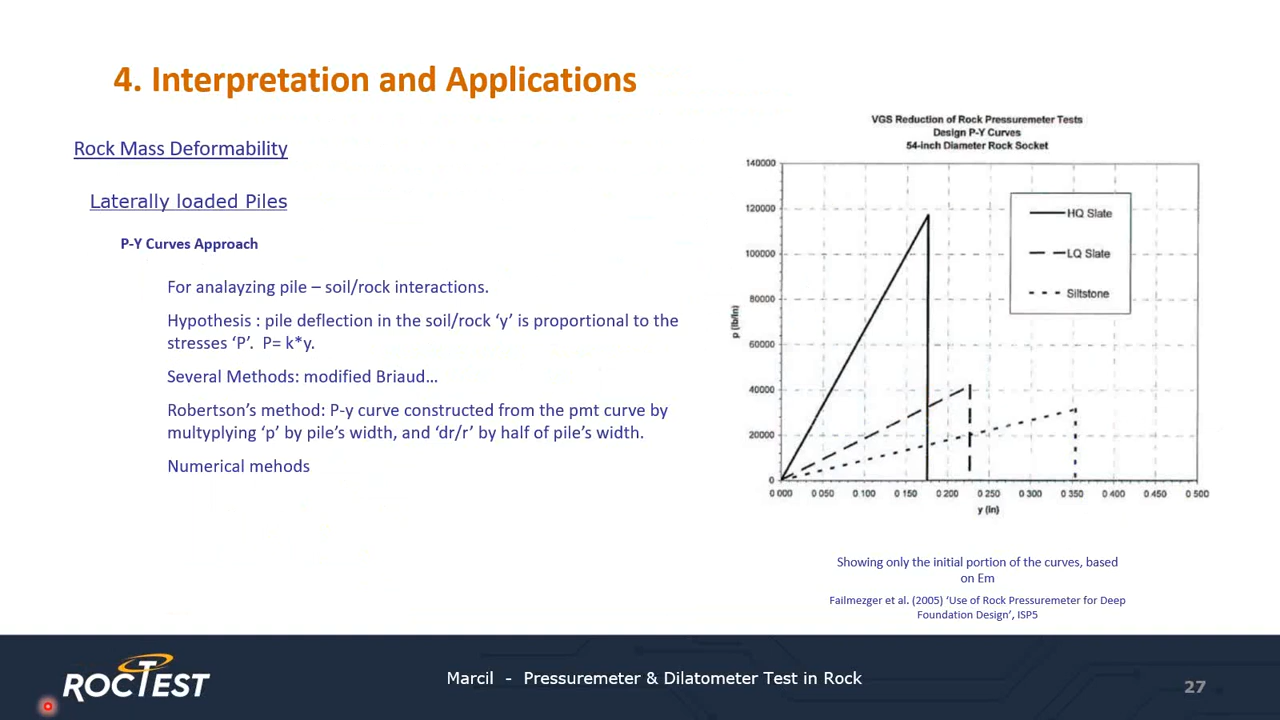 4. Interpretation and Applications
Rock Mass Deformability
Laterally loaded Piles
P-Y Curves Approach
For analayzing pile – soil/rock interactions.
Hypothesis : pile deflection in the soil/rock ‘y’ is proportional to the
stresses ‘P’.  P= k*y.
Several Methods: modified Briaud…
Robertson’s method: P-y curve constructed from the pmt curve by
multyplying ‘p’ by pile’s width, and ‘dr/r’ by half of pile’s width.
Numerical mehods
VGS Reduction of Rock Pressuremeter Tests
Design P-Y Curves
54-inch Diameter Rock Socket
140000
120000
100000
80000
60000
40000
20000
0
p (lb/in)
HQ Slate
LQ Slate
Siltstone
0 000 0 050 0 100 0 150 0 200 0 250 0 300 0 350 0 400 0 450 0 500
y (in)
Showing only the initial portion of the curves, based
on Em
Failmezger et al. (2005) ‘Use of Rock Pressuremeter for Deep
Foundation Design’, ISP5
ROCTEST
Marcil - Pressuremeter & Dilatometer Test in Rock
27